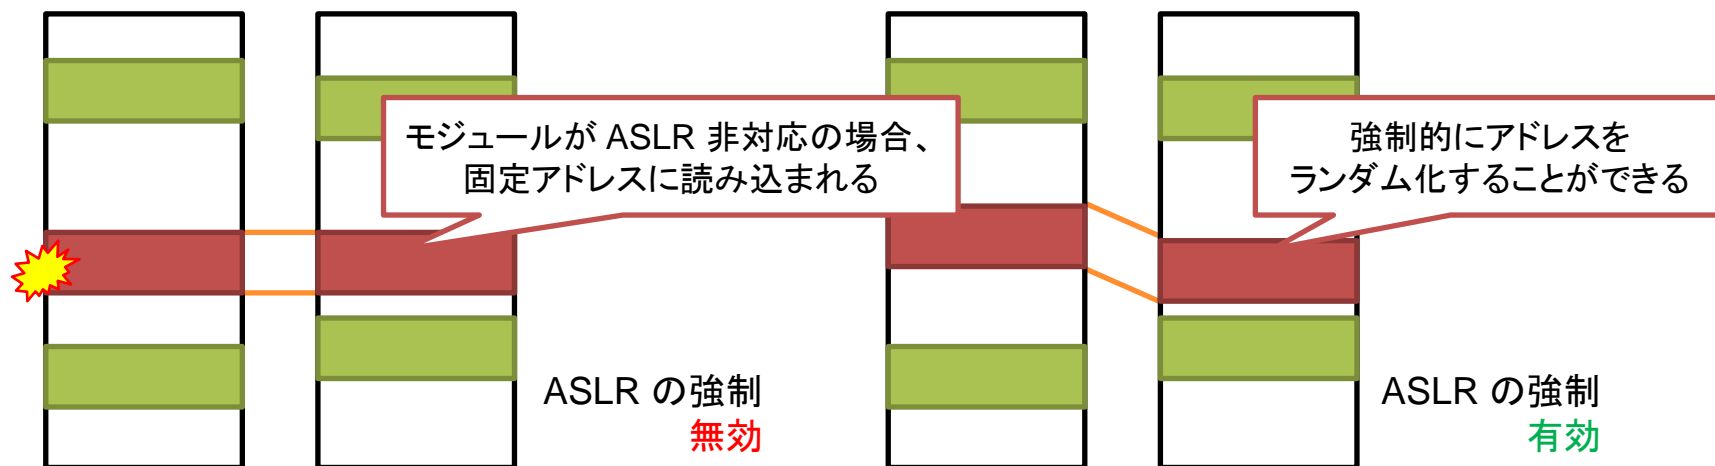 モジュールが ASLR 非対応の場合、
固定アドレスに読み込まれる
ASLR の強制
無効
強制的にアドレスを
ランダム化することができる
ASLR の強制
有効